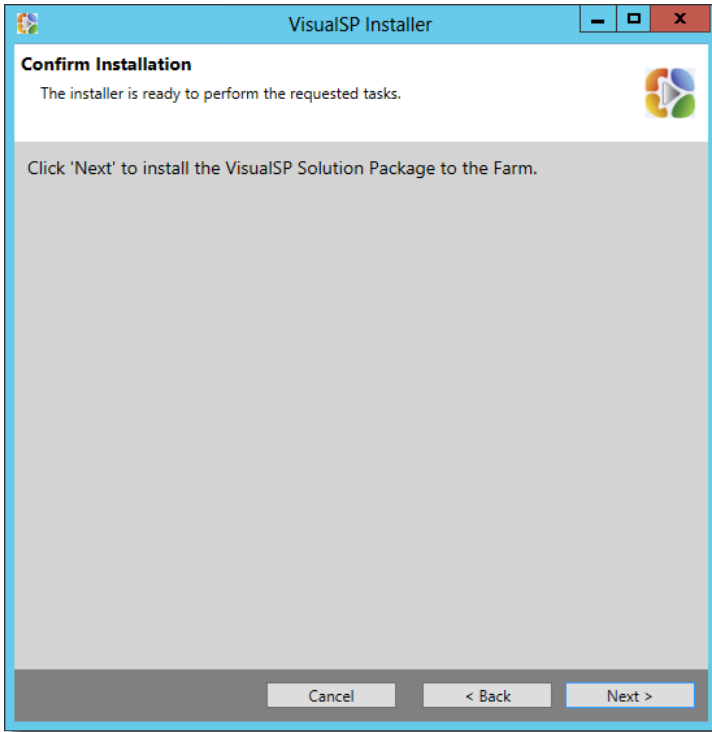 VisualSP Installer
Confirm Installation
The installer is ready to perform the requested tasks.
Click 'Next' to install the VisualSP Solution Package to the Farm.
Cancel
< Back
Next >